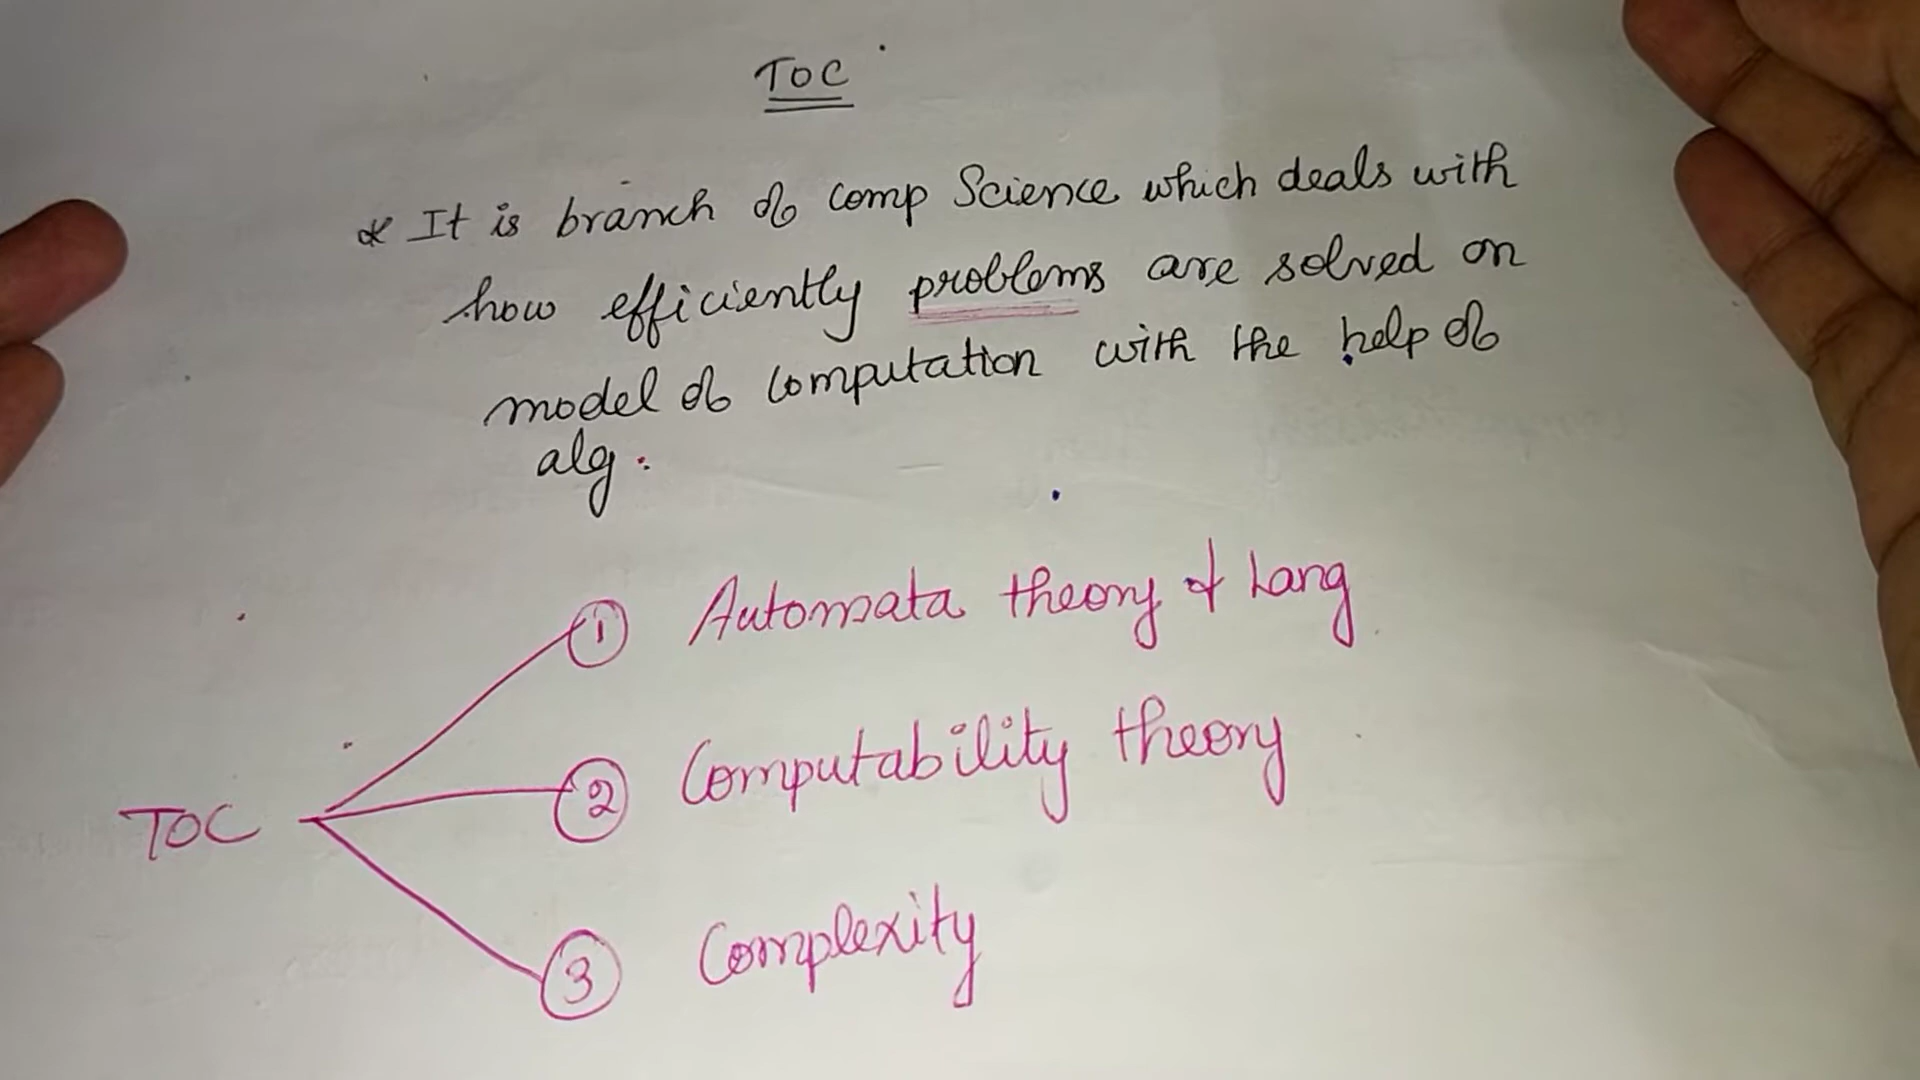 TOC
* It is branch of comp Science which deals with
how efficiently problems are solved on
model of computation with the help of
alg.
① Automata theory & Lang
② Computability theory
TOC
③ Complexity